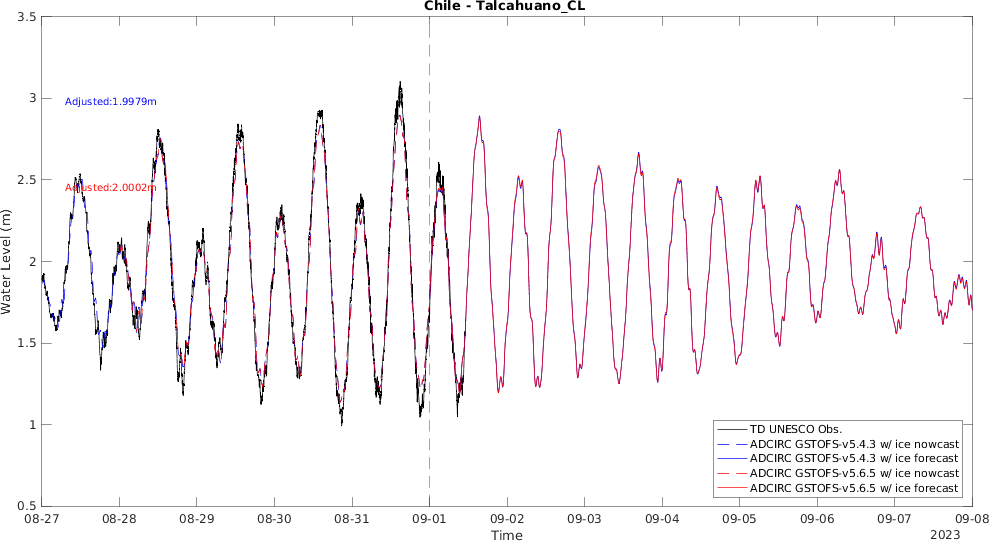 Chile - Talcahuano_CL
3.5
3
2.5
2
1.5
1
0.5
Water Level (m)
Adjusted:1.9979m
Adjusted:2.0002m
TD UNESCO Obs.
ADCIRC GSTOFS-v5.4.3 w/ ice nowcast
ADCIRC GSTOFS-v5.4.3 w/ ice forecast
ADCIRC GSTOFS-v5.6.5 w/ ice nowcast
ADCIRC GSTOFS-v5.6.5 w/ ice forecast
08-27 08-28 08-29 08-30 08-31 09-01 09-02 09-03 09-04 09-05 09-06 09-07 09-08
Time
2023